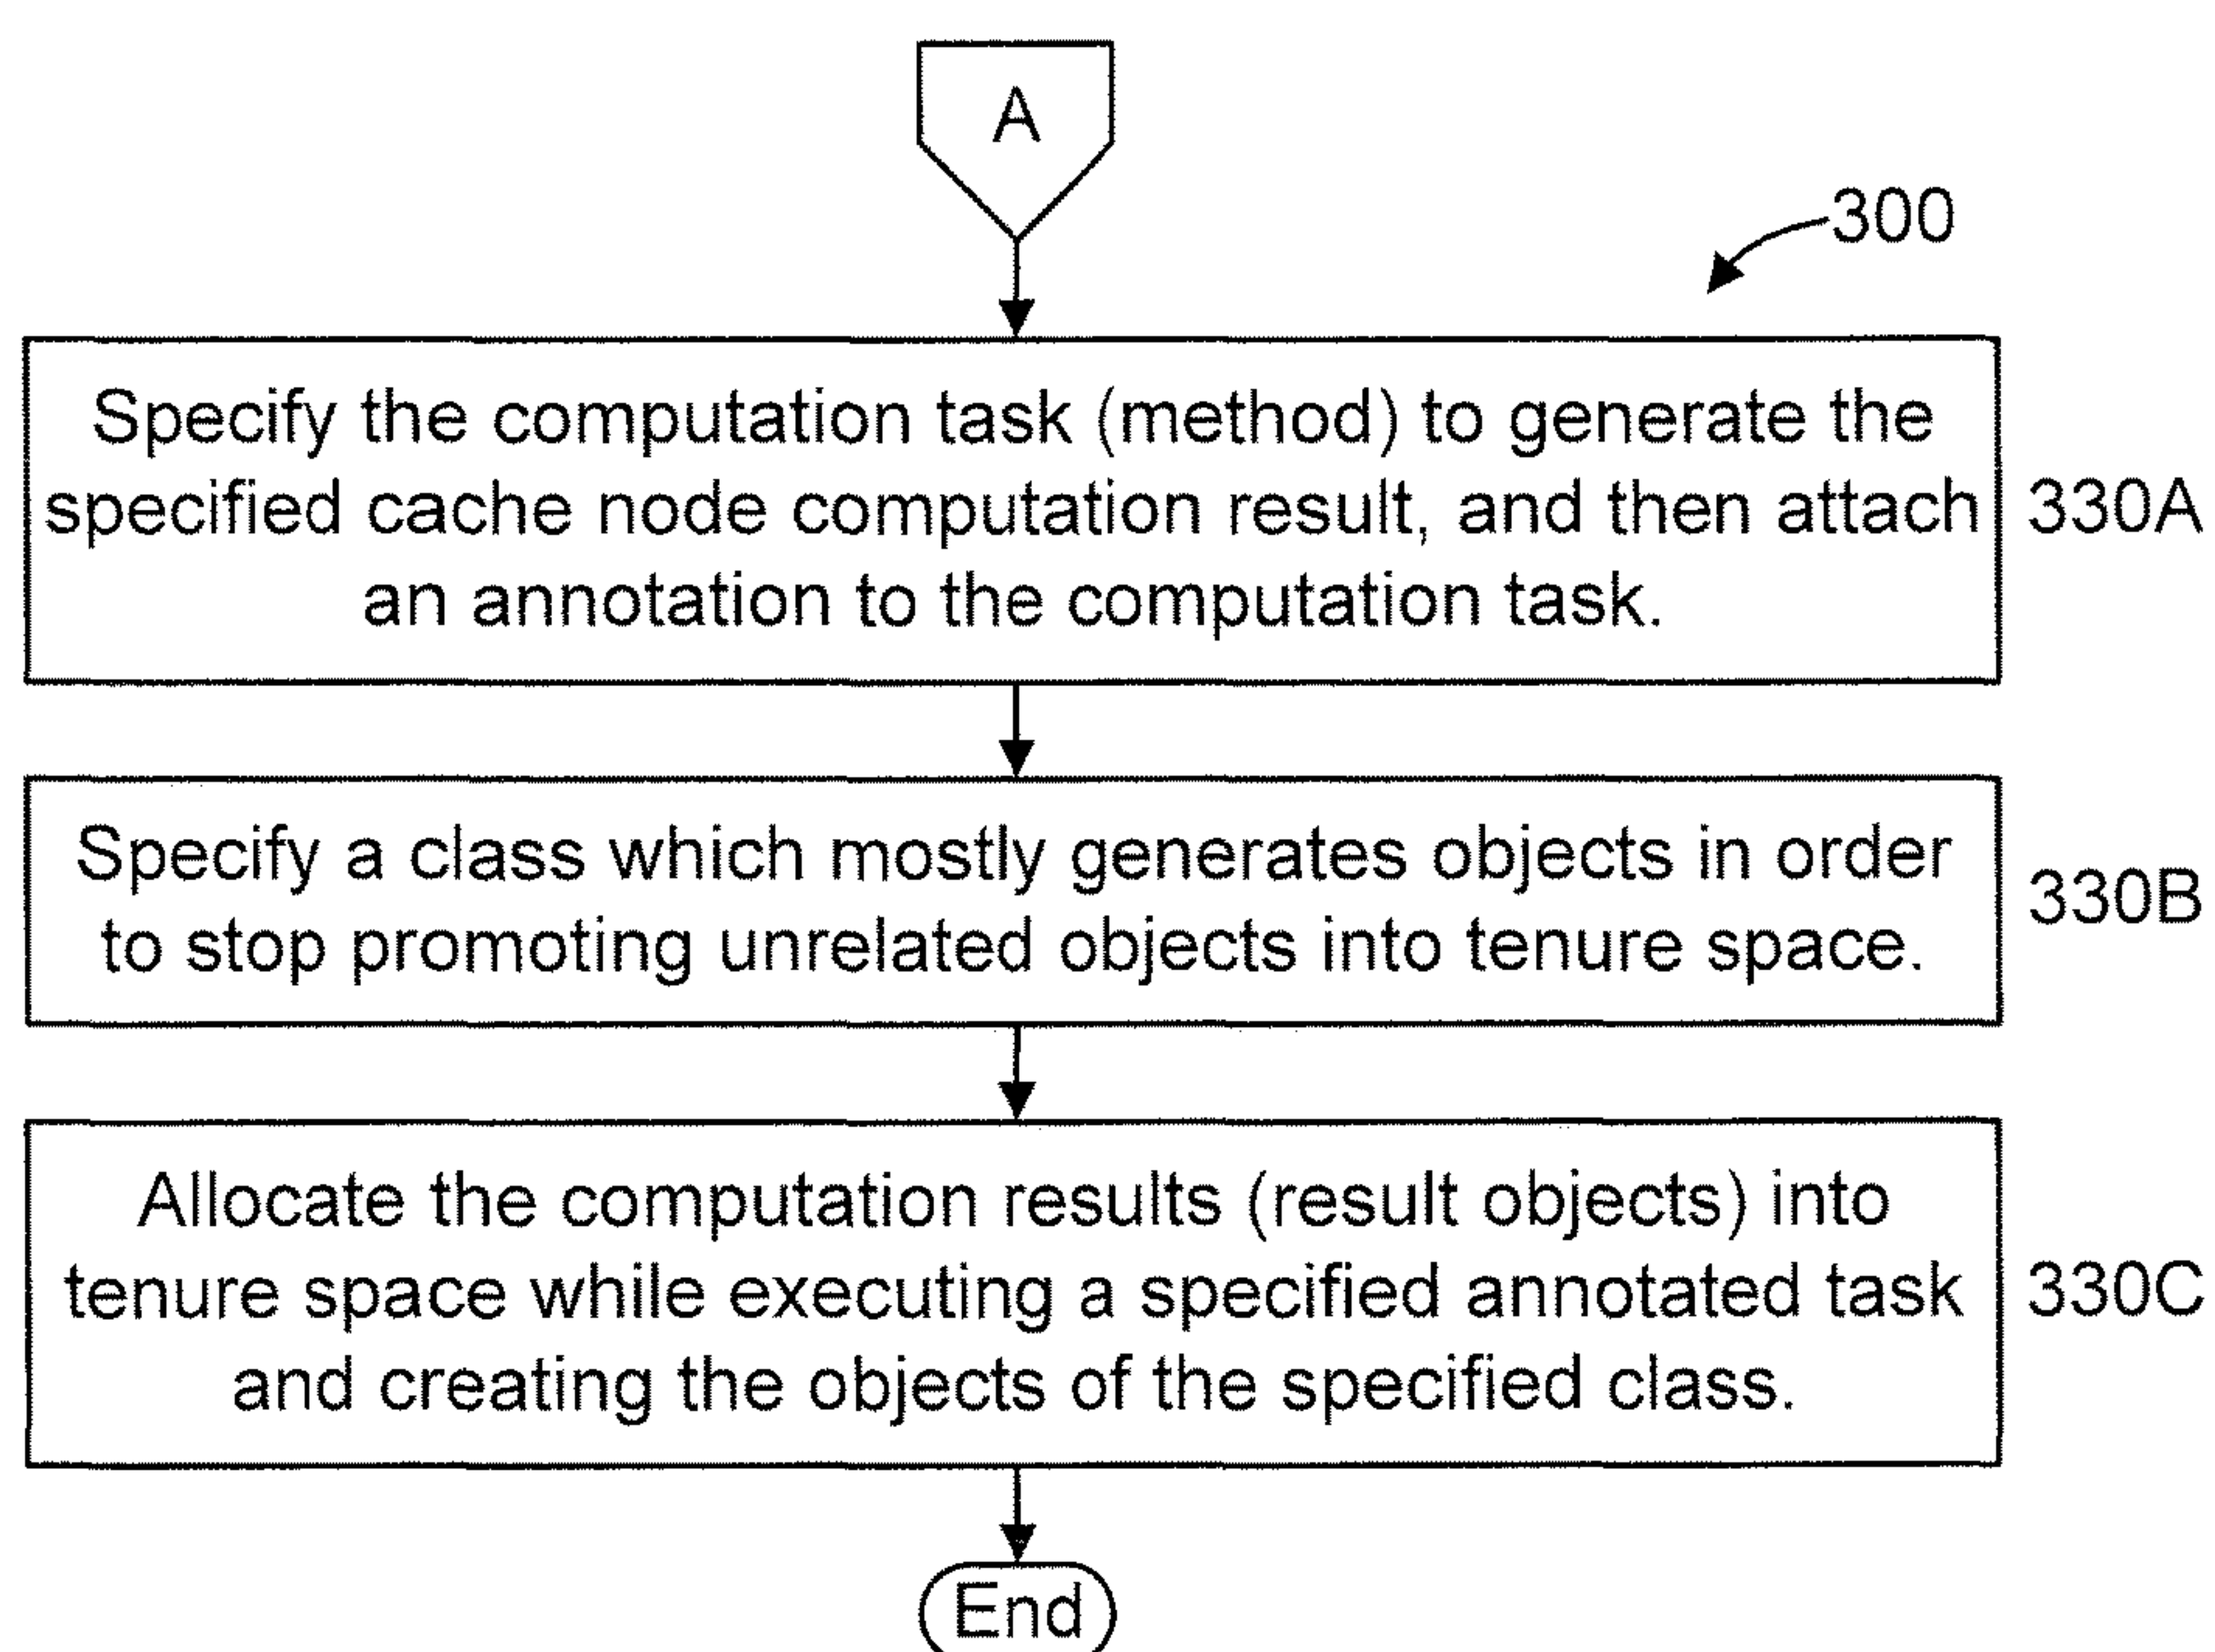 A
300
Specify the computation task (method) to generate the
specified cache node computation result, and then attach
an annotation to the computation task.
330A
Specify a class which mostly generates objects in order
to stop promoting unrelated objects into tenure space.
330B
Allocate the computation results (result objects) into
tenure space while executing a specified annotated task
and creating the objects of the specified class.
330C
End